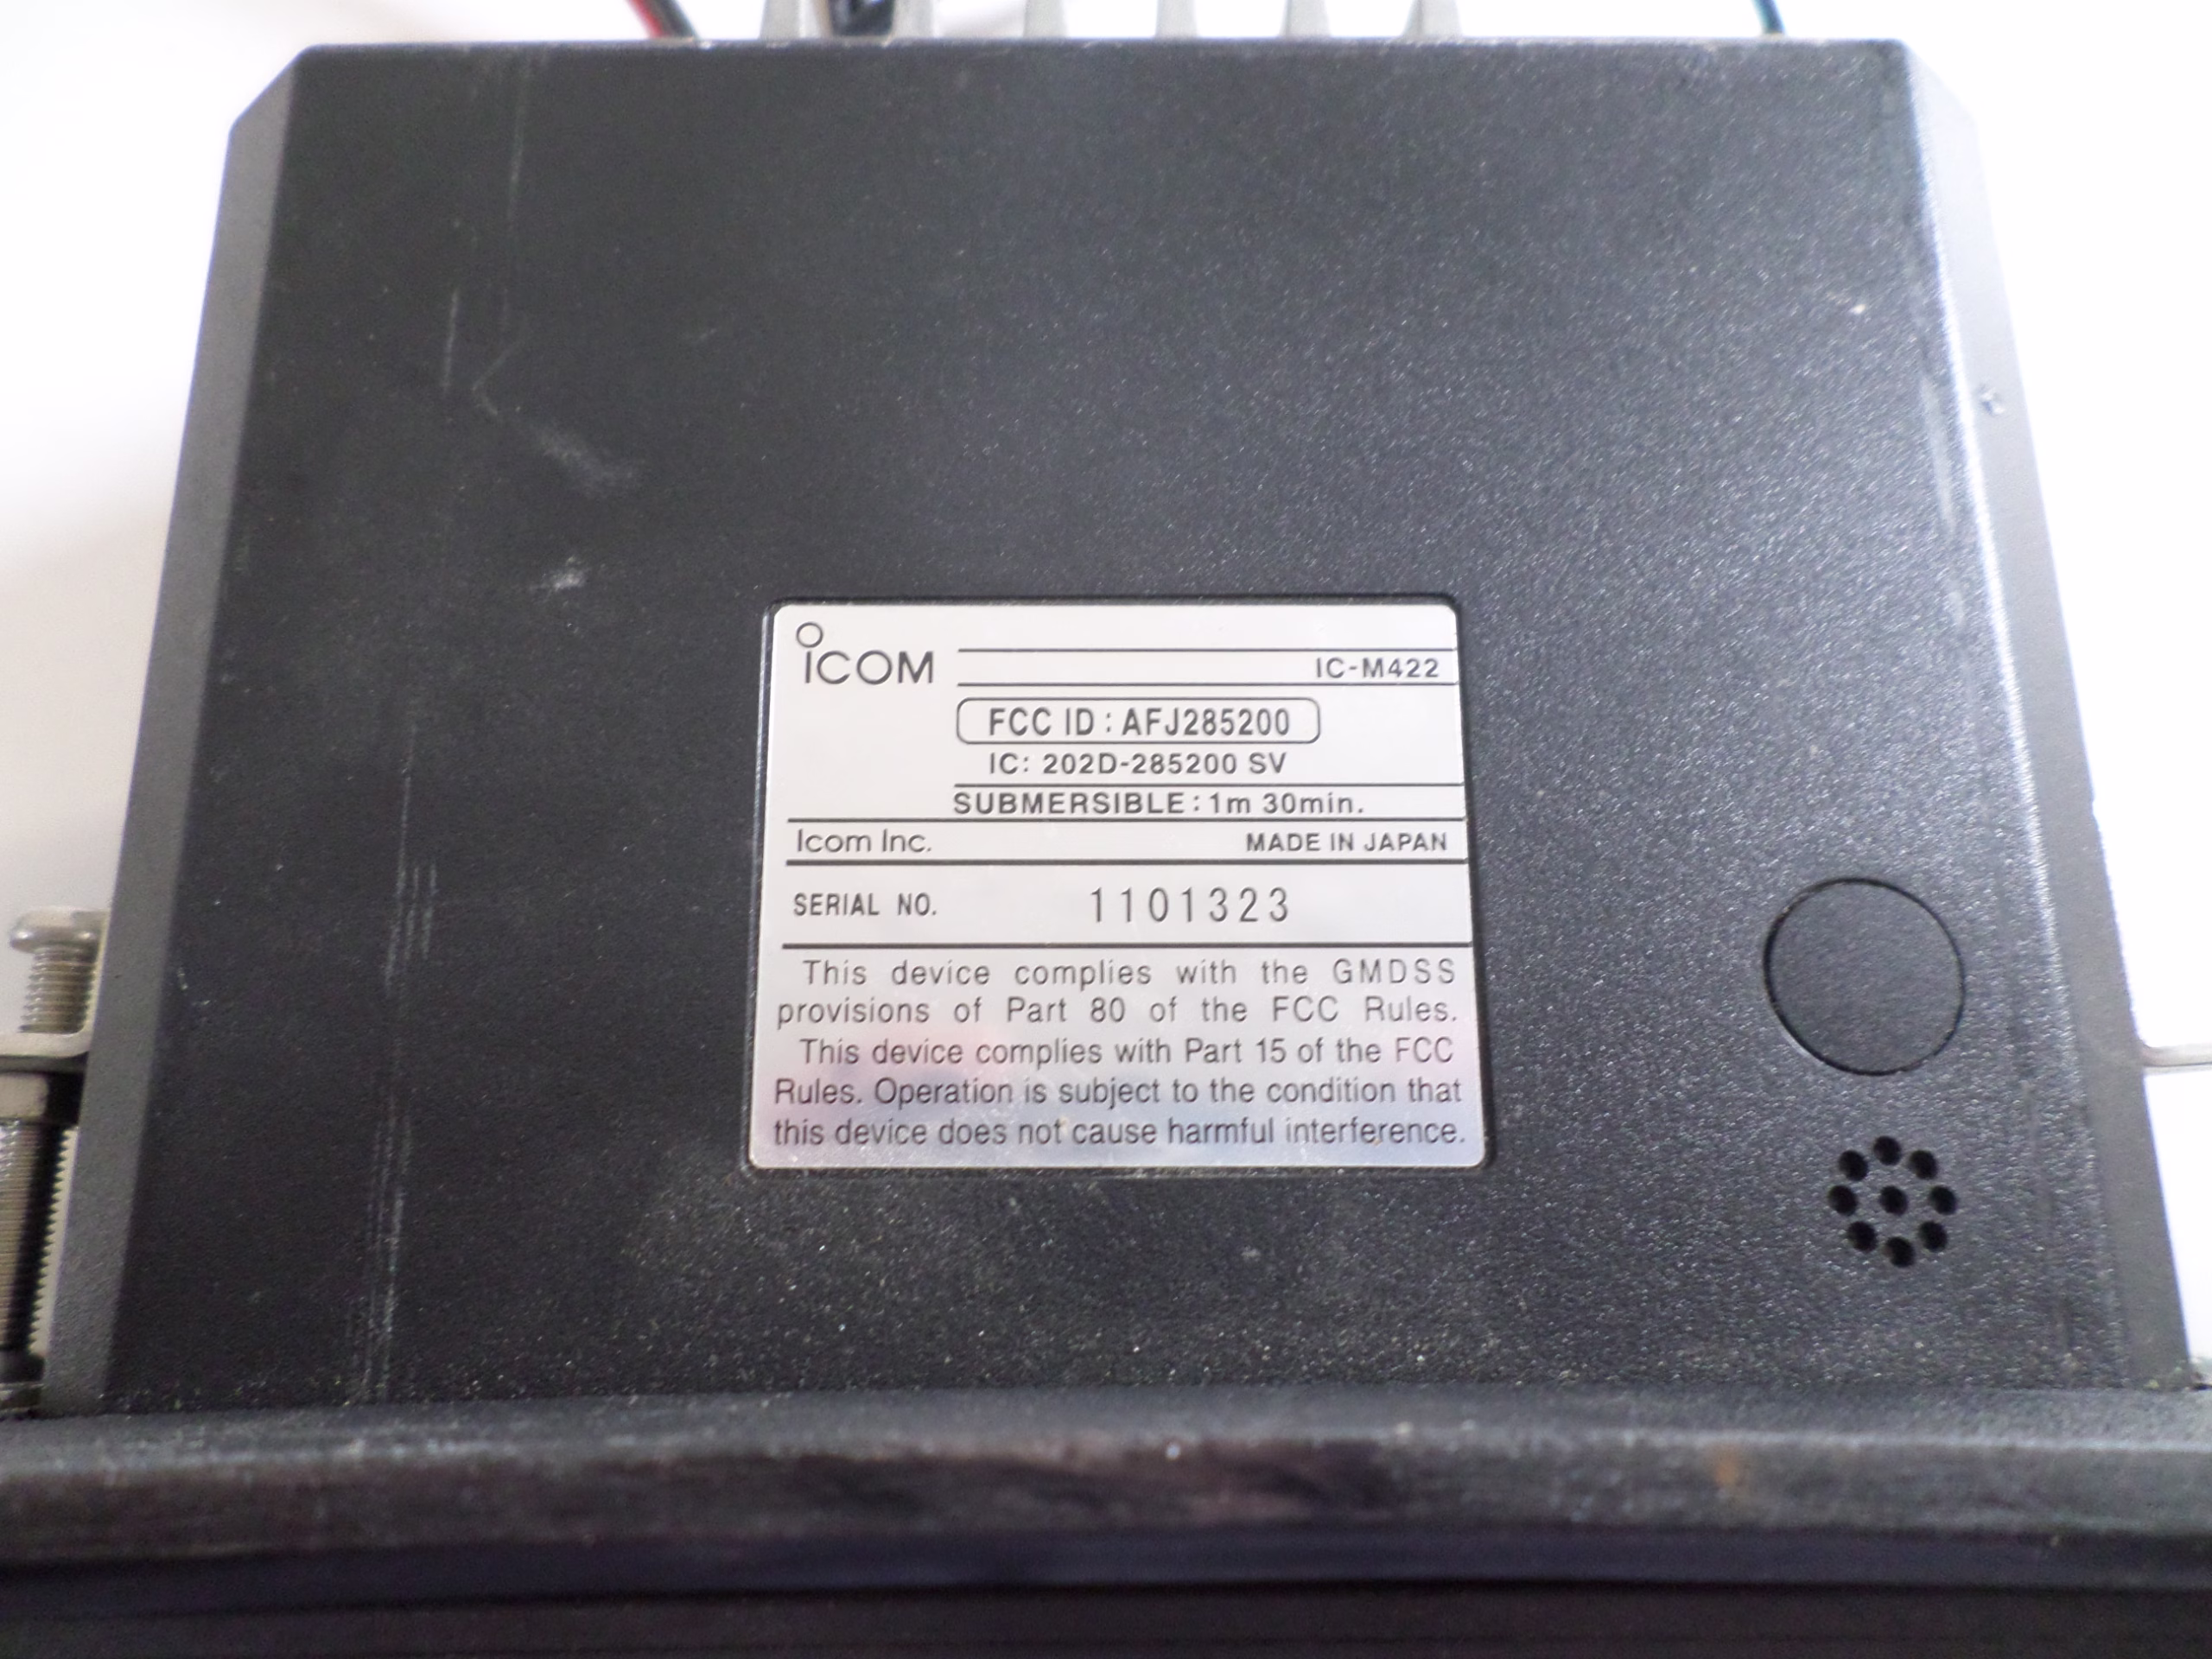 ICOM
IC-M422
FCC ID : AFJ285200
IC: 202D-285200 SV
SUBMERSIBLE : 1m 30min.
Icom Inc. MADE IN JAPAN
SERIAL NO. 1101323
This device complies with the GMDSS
provisions of Part 80 of the FCC Rules.
This device complies with Part 15 of the FCC
Rules. Operation is subject to the condition that
this device does not cause harmful interference.